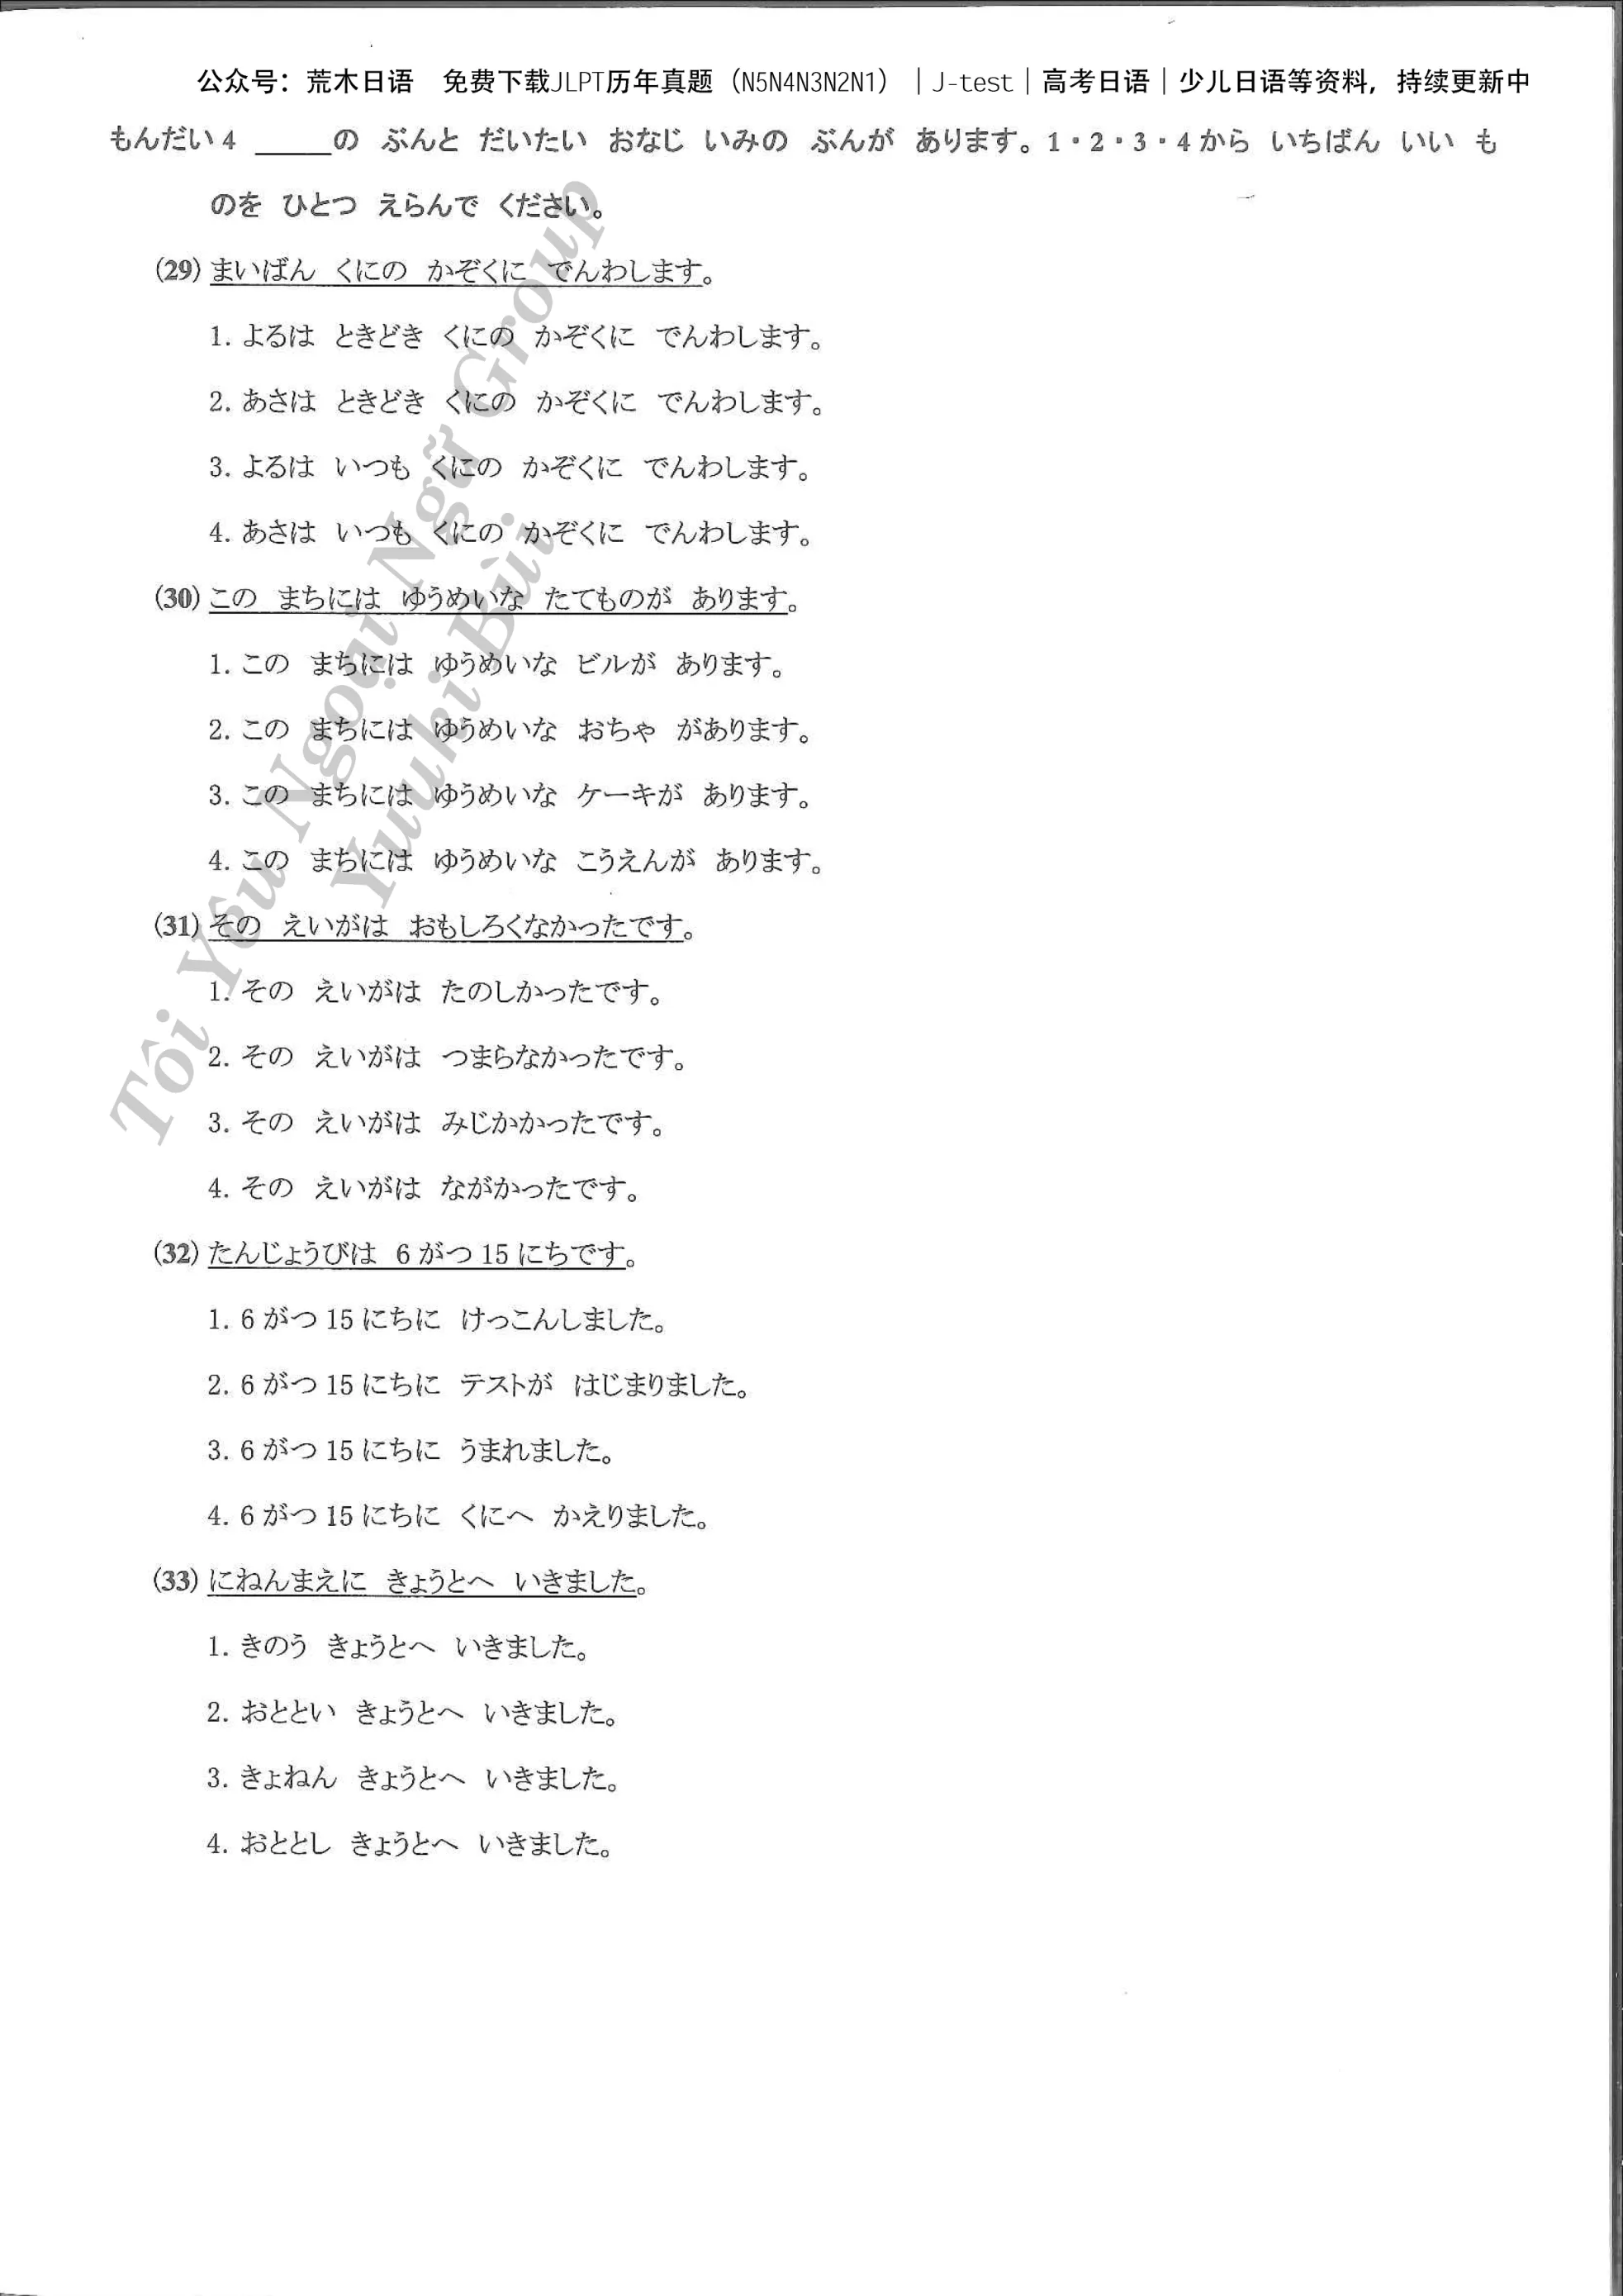 公众号：荒木日语　免费下载JLPT历年真题（N5N4N3N2N1）｜J-test｜高考日语｜少儿日语等资料，持续更新中
もんだい4 _____の ぶんと だいたい おなじ いみの ぶんが あります。1・2・3・4から いちばん いい も
のを ひとつ えらんで ください。
(29) まいばん くにの かぞくに でんわします。
1. よるは ときどき くにの かぞくに でんわします。
2. あさは ときどき くにの かぞくに でんわします。
3. よるは いつも くにの かぞくに でんわします。
4. あさは いつも くにの かぞくに でんわします。
(30) この まちには ゆうめいな たてものが あります。
1. この まちには ゆうめいな ビルが あります。
2. この まちには ゆうめいな おちゃ があります。
3. この まちには ゆうめいな ケーキが あります。
4. この まちには ゆうめいな こうえんが あります。
(31) その えいがは おもしろくなかったです。
1. その えいがは たのしかったです。
2. その えいがは つまらなかったです。
3. その えいがは みじかかったです。
4. その えいがは ながかったです。
(32) たんじょうびは 6がつ15にちです。
1. 6がつ15にちに けっこんしました。
2. 6がつ15にちに テストが はじまりました。
3. 6がつ15にちに うまれました。
4. 6がつ15にちに くにへ かえりました。
(33) にねんまえに きょうとへ いきました。
1. きのう きょうとへ いきました。
2. おととい きょうとへ いきました。
3. きょねん きょうとへ いきました。
4. おととし きょうとへ いきました。
Tôi Yêu Ngoại Ngữ Group
Yuuki Bùi